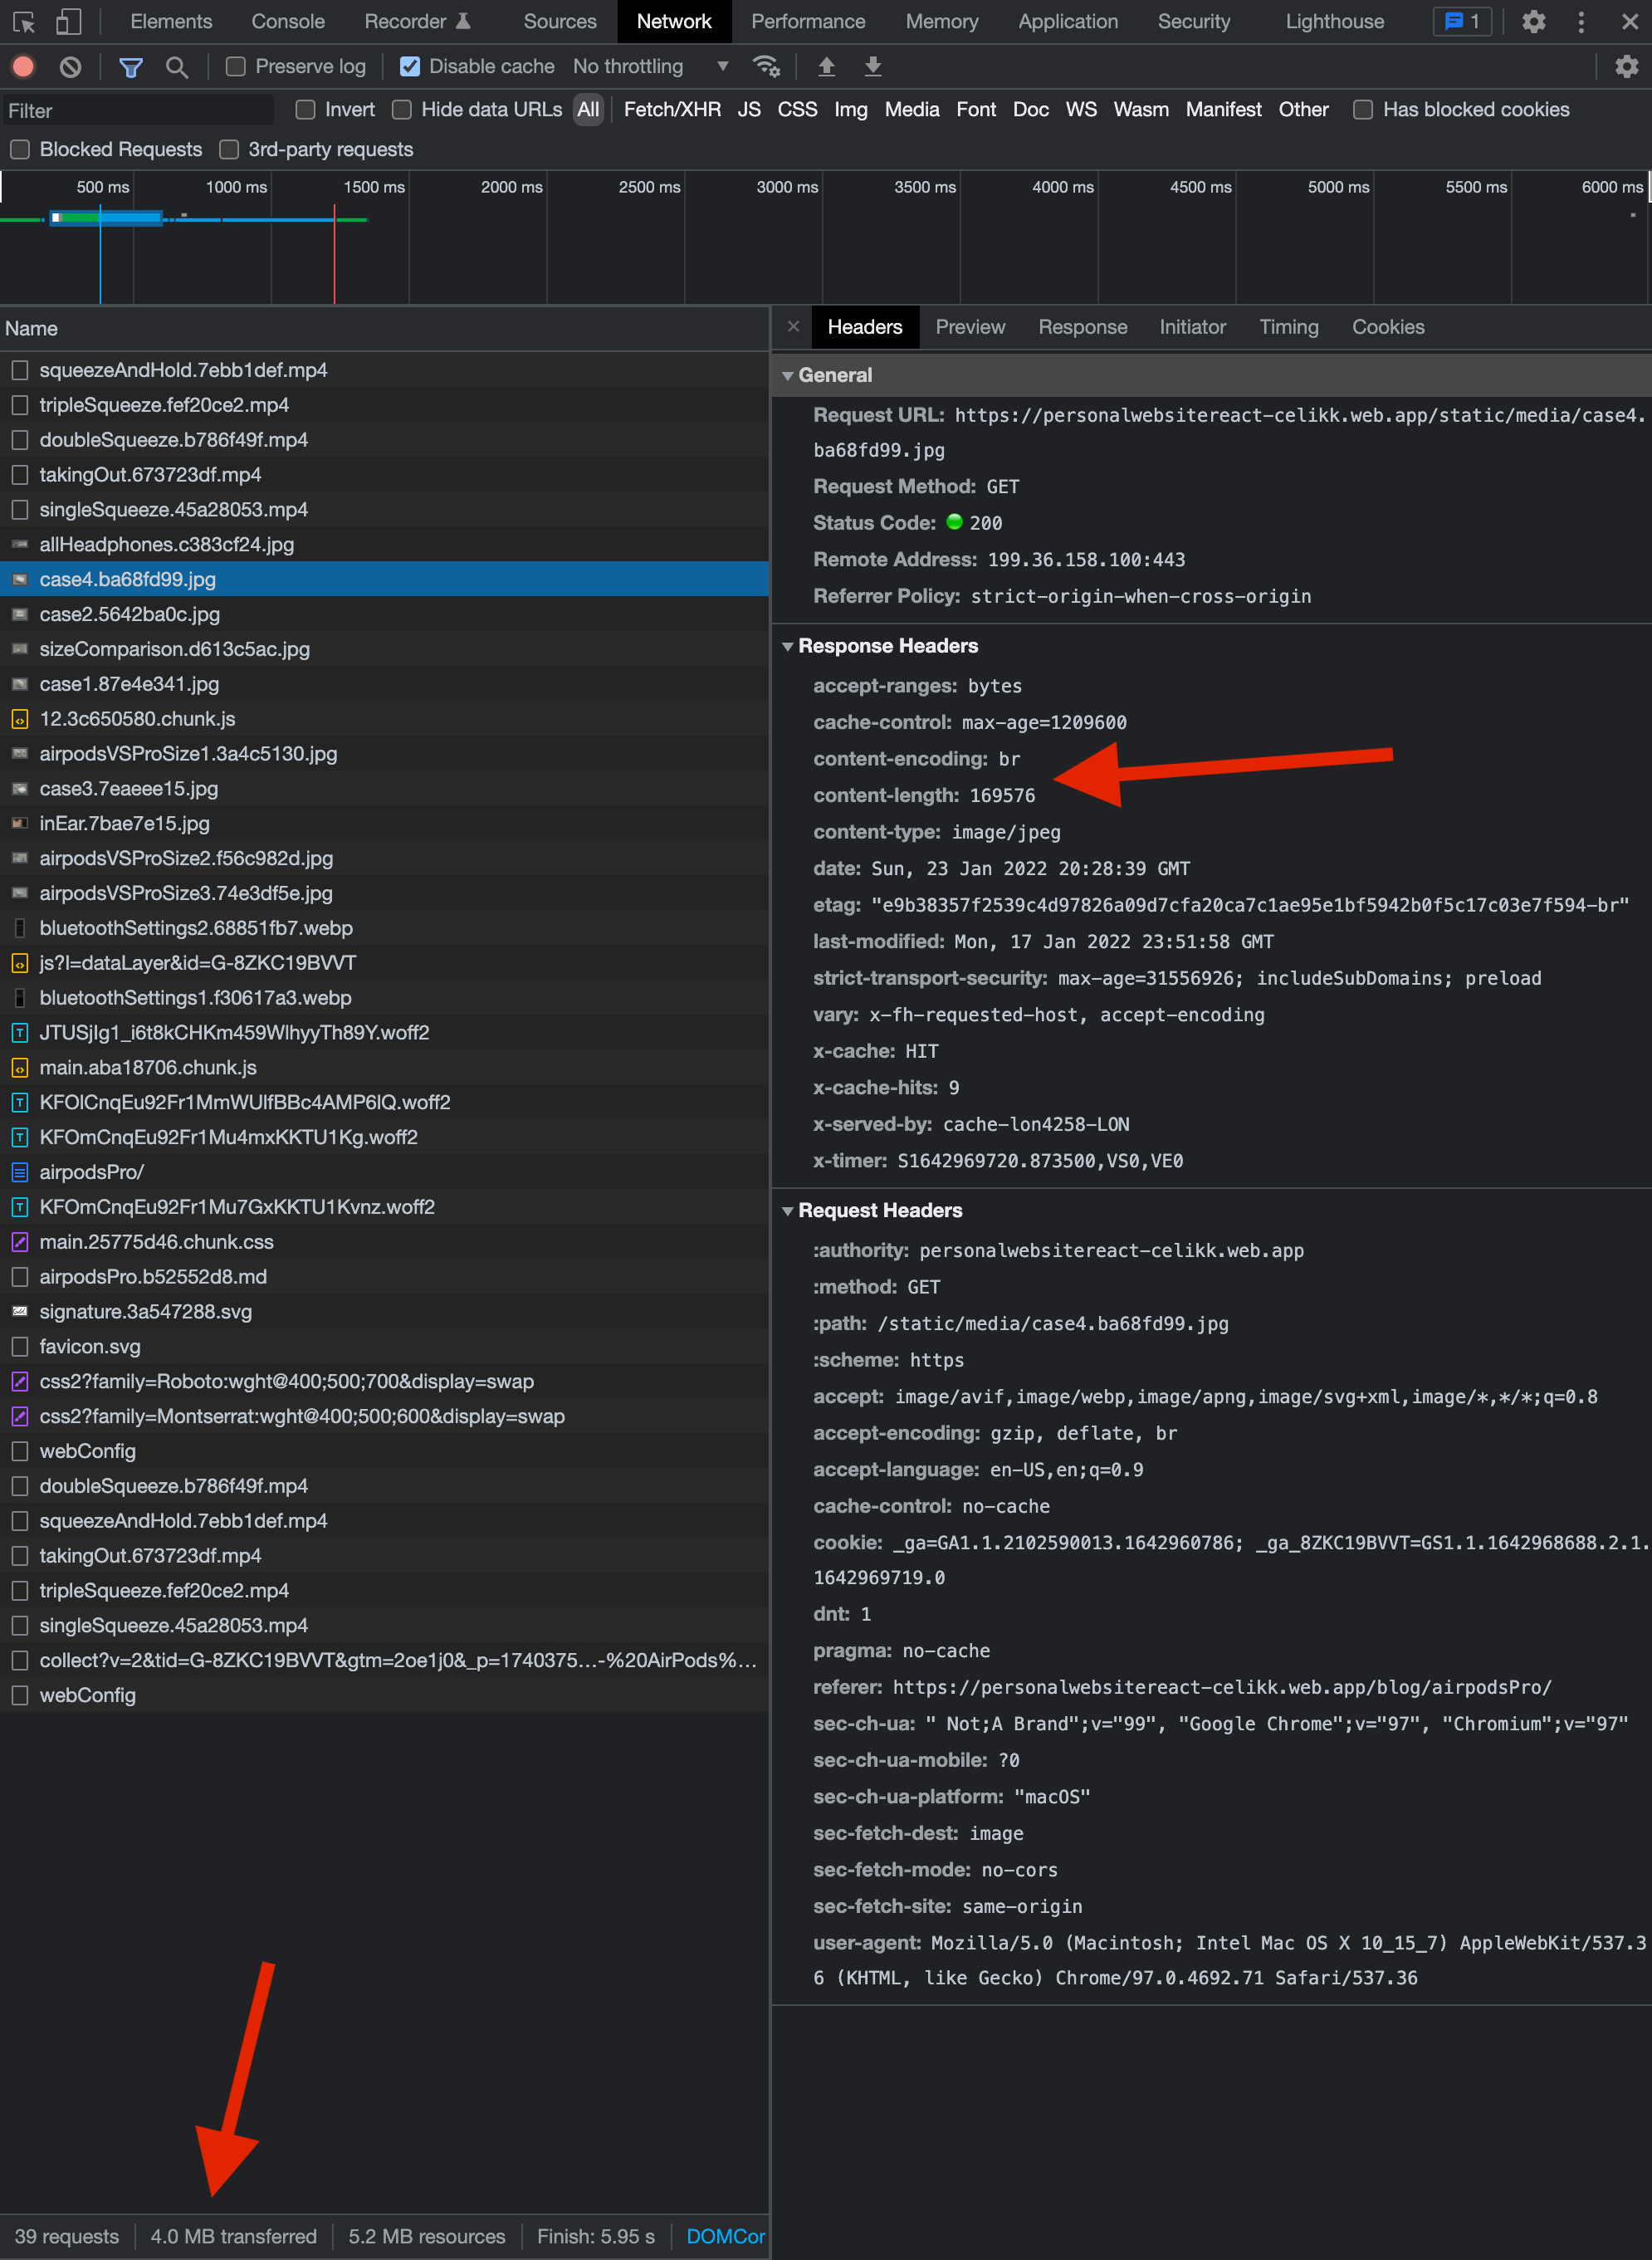 Elements Console Recorder Sources Network Performance Memory Application Security Lighthouse 1
Preserve log Disable cache No throttling
Filter Invert Hide data URLs All Fetch/XHR JS CSS Img Media Font Doc WS Wasm Manifest Other Has blocked cookies
Blocked Requests 3rd-party requests
500 ms 1000 ms 1500 ms 2000 ms 2500 ms 3000 ms 3500 ms 4000 ms 4500 ms 5000 ms 5500 ms 6000 ms
Name
squeezeAndHold.7ebb1def.mp4
tripleSqueeze.fef20ce2.mp4
doubleSqueeze.b786f49f.mp4
takingOut.673723df.mp4
singleSqueeze.45a28053.mp4
allHeadphones.c383cf24.jpg
case4.ba68fd99.jpg
case2.5642ba0c.jpg
sizeComparison.d613c5ac.jpg
case1.87e4e341.jpg
12.3c650580.chunk.js
airpodsVSProSize1.3a4c5130.jpg
case3.7eaeee15.jpg
inEar.7bae7e15.jpg
airpodsVSProSize2.f56c982d.jpg
airpodsVSProSize3.74e3df5e.jpg
bluetoothSettings2.68851fb7.webp
js?l=dataLayer&id=G-8ZKC19BVVT
bluetoothSettings1.f30617a3.webp
JTUSjIg1_i6t8kCHKm459WlhyyTh89Y.woff2
main.aba18706.chunk.js
KFOlCnqEu92Fr1MmWUlfBBc4AMP6lQ.woff2
KFOmCnqEu92Fr1Mu4mxKKTU1Kg.woff2
airpodsPro/
KFOmCnqEu92Fr1Mu7GxKKTU1Kvnz.woff2
main.25775d46.chunk.css
airpodsPro.b52552d8.md
signature.3a547288.svg
favicon.svg
css2?family=Roboto:wght@400;500;700&display=swap
css2?family=Montserrat:wght@400;500;600&display=swap
webConfig
doubleSqueeze.b786f49f.mp4
squeezeAndHold.7ebb1def.mp4
takingOut.673723df.mp4
tripleSqueeze.fef20ce2.mp4
singleSqueeze.45a28053.mp4
collect?v=2&tid=G-8ZKC19BVVT&gtm=2oe1j0&_p=1740375...-%20AirPods%...
webConfig
39 requests 4.0 MB transferred 5.2 MB resources Finish: 5.95 s DOMCor
Headers Preview Response Initiator Timing Cookies
General
Request URL: https://personalwebsitereact-celikk.web.app/static/media/case4.
ba68fd99.jpg
Request Method: GET
Status Code: 200
Remote Address: 199.36.158.100:443
Referrer Policy: strict-origin-when-cross-origin
Response Headers
accept-ranges: bytes
cache-control: max-age=1209600
content-encoding: br
content-length: 169576
content-type: image/jpeg
date: Sun, 23 Jan 2022 20:28:39 GMT
etag: "e9b38357f2539c4d97826a09d7cfa20ca7c1ae95e1bf5942b0f5c17c03e7f594-br"
last-modified: Mon, 17 Jan 2022 23:51:58 GMT
strict-transport-security: max-age=31556926; includeSubDomains; preload
vary: x-fh-requested-host, accept-encoding
x-cache: HIT
x-cache-hits: 9
x-served-by: cache-lon4258-LON
x-timer: S1642969720.873500,VS0,VE0
Request Headers
:authority: personalwebsitereact-celikk.web.app
:method: GET
:path: /static/media/case4.ba68fd99.jpg
:scheme: https
accept: image/avif,image/webp,image/apng,image/svg+xml,image/*,*/*;q=0.8
accept-encoding: gzip, deflate, br
accept-language: en-US,en;q=0.9
cache-control: no-cache
cookie: _ga=GA1.1.2102590013.1642960786; _ga_8ZKC19BVVT=GS1.1.1642968688.2.1.
1642969719.0
dnt: 1
pragma: no-cache
referer: https://personalwebsitereact-celikk.web.app/blog/airpodsPro/
sec-ch-ua: " Not;A Brand";v="99", "Google Chrome";v="97", "Chromium";v="97"
sec-ch-ua-mobile: ?0
sec-ch-ua-platform: "macOS"
sec-fetch-dest: image
sec-fetch-mode: no-cors
sec-fetch-site: same-origin
user-agent: Mozilla/5.0 (Macintosh; Intel Mac OS X 10_15_7) AppleWebKit/537.3
6 (KHTML, like Gecko) Chrome/97.0.4692.71 Safari/537.36